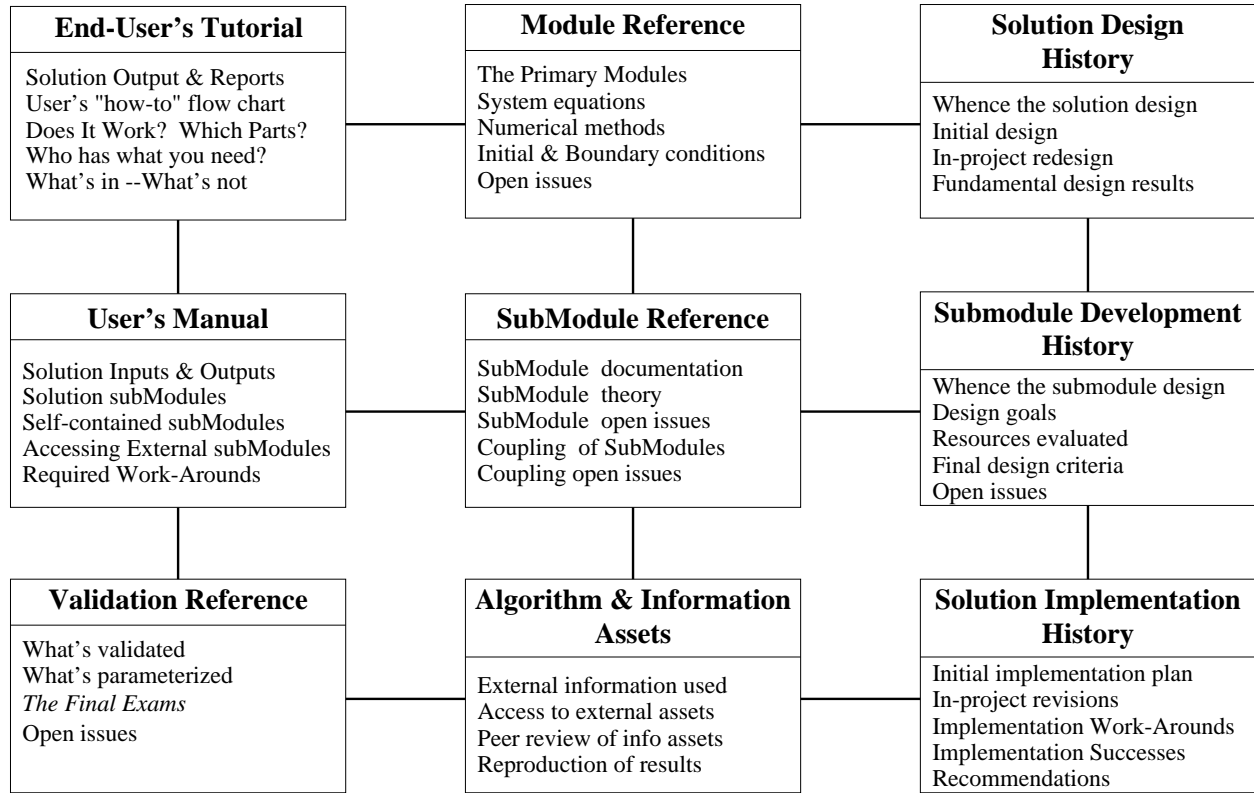 End-User's Tutorial
Solution Output & Reports
User's "how-to" flow chart
Does It Work? Which Parts?
Who has what you need?
What's in --What's not
Module Reference
The Primary Modules
System equations
Numerical methods
Initial & Boundary conditions
Open issues
Solution Design
History
Whence the solution design
Initial design
In-project redesign
Fundamental design results
User's Manual
Solution Inputs & Outputs
Solution subModules
Self-contained subModules
Accessing External subModules
Required Work-Arounds
SubModule Reference
SubModule documentation
SubModule theory
SubModule open issues
Coupling of SubModules
Coupling open issues
Submodule Development
History
Whence the submodule design
Design goals
Resources evaluated
Final design criteria
Open issues
Validation Reference
What's validated
What's parameterized
The Final Exams
Open issues
Algorithm & Information
Assets
External information used
Access to external assets
Peer review of info assets
Reproduction of results
Solution Implementation
History
Initial implementation plan
In-project revisions
Implementation Work-Arounds
Implementation Successes
Recommendations